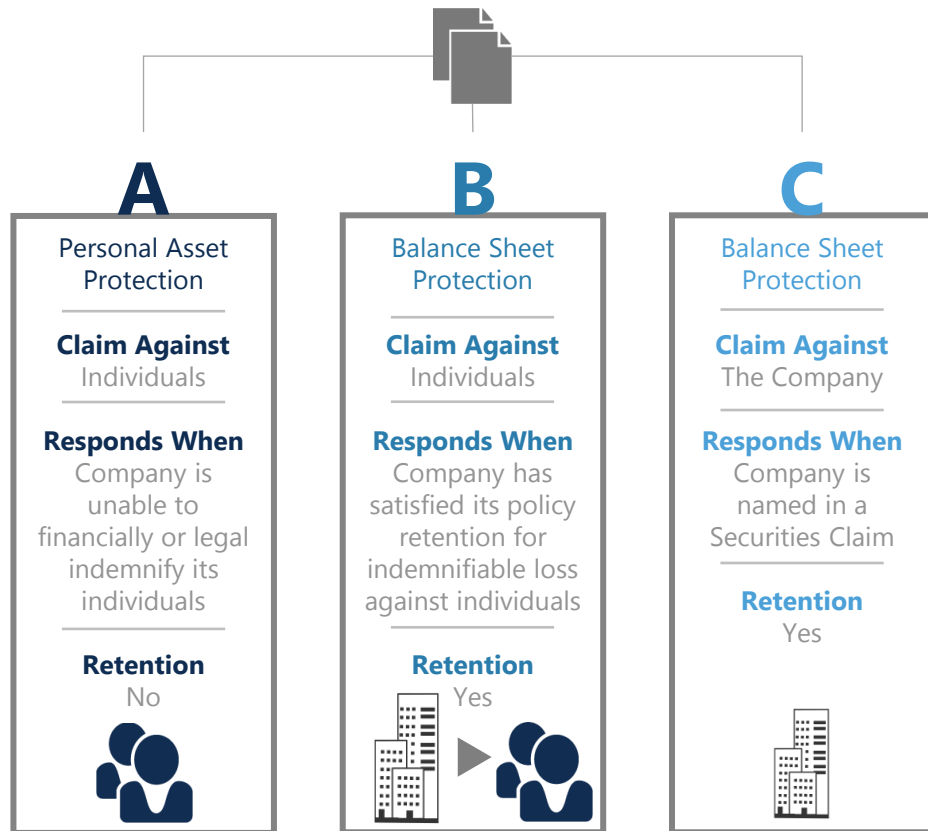 A
Personal Asset
Protection
Claim Against
Individuals
Responds When
Company is
unable to
financially or legal
indemnify its
individuals
Retention
No
B
Balance Sheet
Protection
Claim Against
Individuals
Responds When
Company has
satisfied its policy
retention for
indemnifiable loss
against individuals
Retention
Yes
C
Balance Sheet
Protection
Claim Against
The Company
Responds When
Company is
named in a
Securities Claim
Retention
Yes